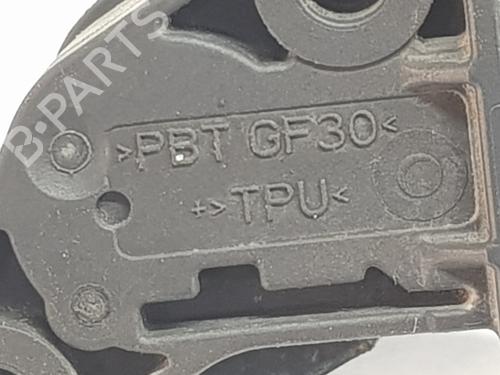 B-PARTS
>PBT GF30<
+>TPU<